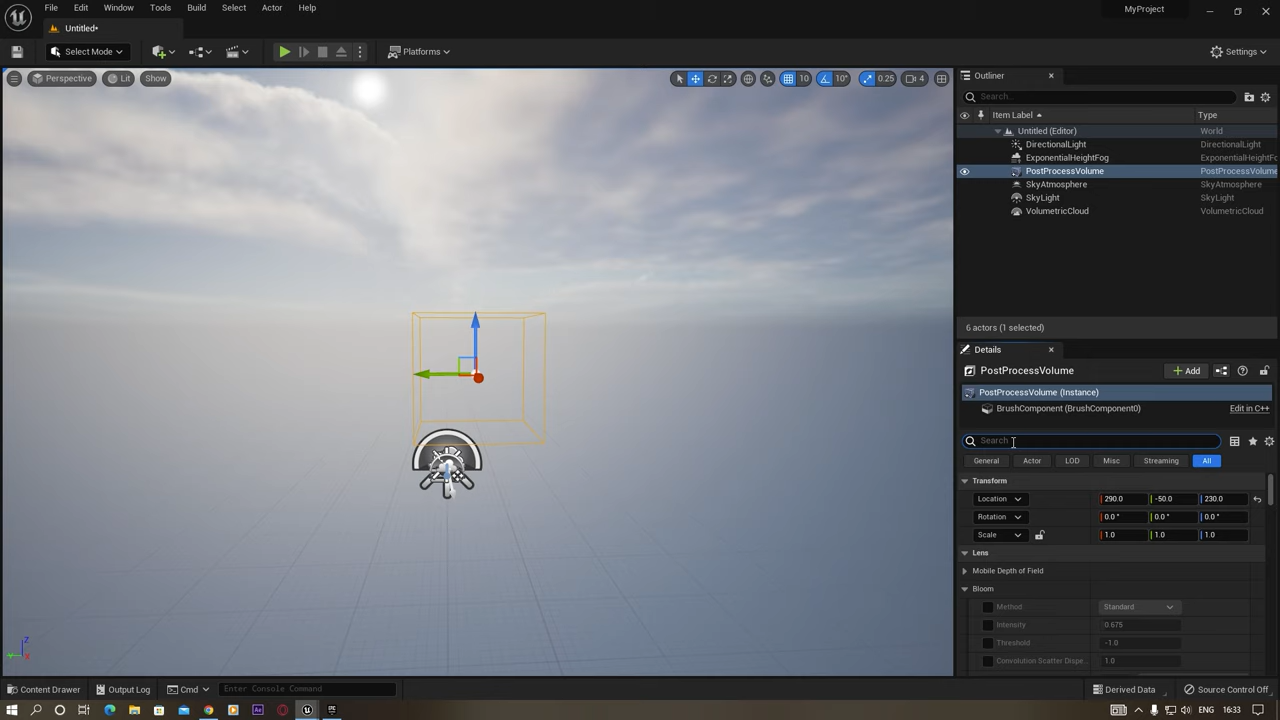 File Edit Window Tools Build Select Actor Help
MyProject
Untitled*
Select Mode
Platforms
Settings
Perspective Lit Show
10 10° 0.25 4
Outliner
Search...
Item Label Type
Untitled (Editor) World
DirectionalLight DirectionalLight
ExponentialHeightFog ExponentialHeightFo
PostProcessVolume PostProcessVolume
SkyAtmosphere SkyAtmosphere
SkyLight SkyLight
VolumetricCloud VolumetricCloud
6 actors (1 selected)
Details
PostProcessVolume
Add
PostProcessVolume (Instance)
BrushComponent (BrushComponent0) Edit in C++
Search
General Actor LOD Misc Streaming All
Transform
Location 290.0 -50.0 230.0
Rotation 0.0° 0.0° 0.0°
Scale 1.0 1.0 1.0
Lens
Mobile Depth of Field
Bloom
Method Standard
Intensity 0.675
Threshold -1.0
Convolution Scatter Dispe... 1.0
Z
Content Drawer Output Log Cmd Enter Console Command
Derived Data Source Control Off
Ae
ENG 16:33